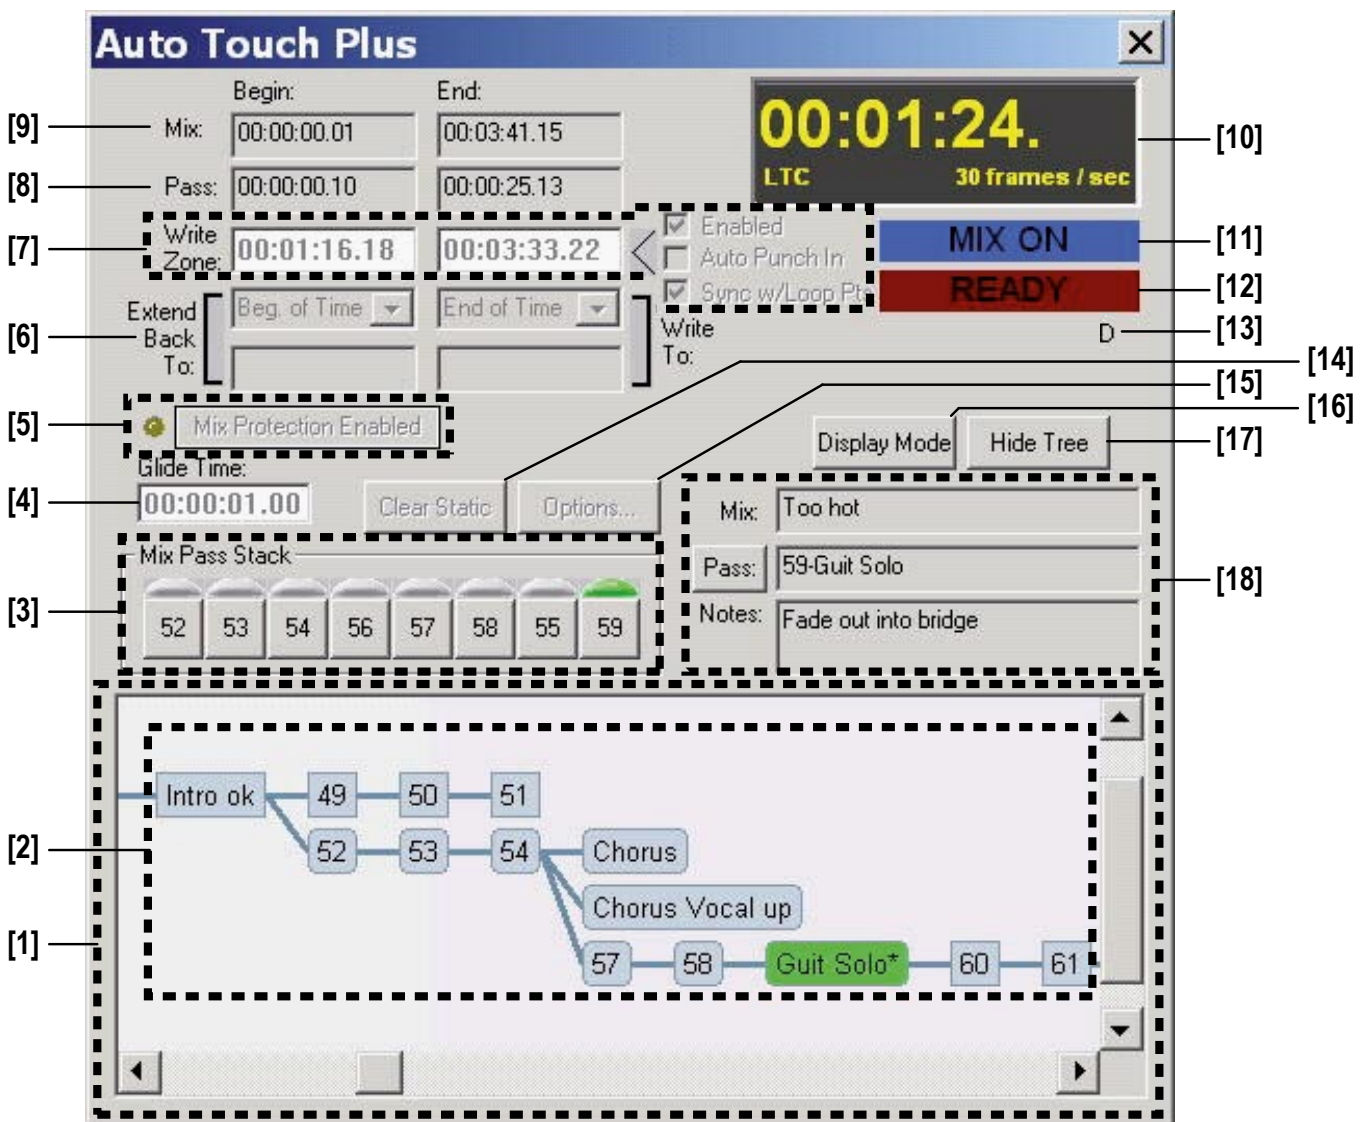 Auto Touch Plus
Begin:
End:
[9]
Mix:
00:00:00.01
00:03:41.15
00:01:24.
LTC
30 frames / sec
[10]
[8]
Pass:
00:00:00.10
00:00:25.13
[7]
Write
Zone:
00:01:16.18
00:03:33.22
Enabled
Auto Punch In
Sync w/Loop Pts
MIX ON
[11]
READY
[12]
[6]
Extend
Back
To:
Beg. of Time
End of Time
Write
To:
D
[13]
[14]
[15]
[16]
[5]
Mix Protection Enabled
Display Mode
Hide Tree
[17]
Glide Time:
[4]
00:00:01.00
Clear Static
Options...
Mix:
Too hot
[3]
Mix Pass Stack
52 53 54 56 57 58 55 59
Pass:
59-Guit Solo
[18]
Notes:
Fade out into bridge
Intro ok 49 50 51
[2]
52 53 54 Chorus
Chorus Vocal up
[1]
57 58 Guit Solo* 60 61